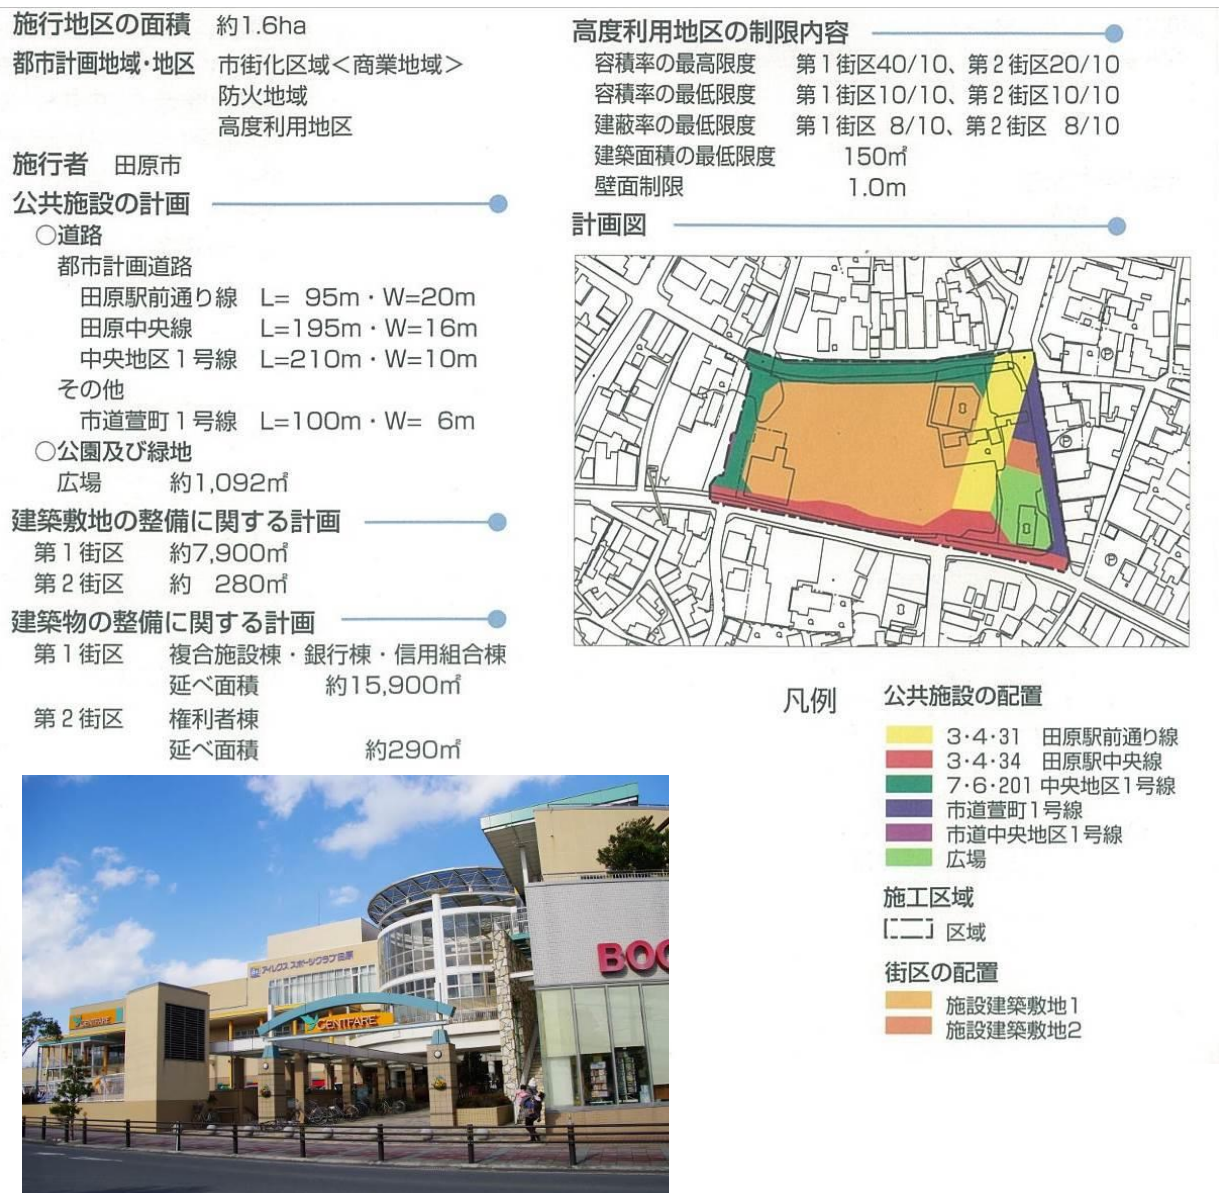 施行地区の面積 約1.6ha
都市計画地域・地区 市街化区域<商業地域>
防火地域
高度利用地区
施行者 田原市
公共施設の計画
○道路
都市計画道路
田原駅前通り線 L= 95m・W=20m
田原中央線 L=195m・W=16m
中央地区1号線 L=210m・W=10m
その他
市道萱町1号線 L=100m・W= 6m
○公園及び緑地
広場 約1,092㎡
建築敷地の整備に関する計画
第1街区 約7,900㎡
第2街区 約 280㎡
建築物の整備に関する計画
第1街区 複合施設棟・銀行棟・信用組合棟
延べ面積 約15,900㎡
第2街区 権利者棟
延べ面積 約290㎡
高度利用地区の制限内容
容積率の最高限度 第1街区40/10、第2街区20/10
容積率の最低限度 第1街区10/10、第2街区10/10
建蔽率の最低限度 第1街区 8/10、第2街区 8/10
建築面積の最低限度 150㎡
壁面制限 1.0m
計画図
凡例 公共施設の配置
3・4・31 田原駅前通り線
3・4・34 田原駅中央線
7・6・201 中央地区1号線
市道萱町1号線
市道中央地区1号線
広場
施工区域
区域
街区の配置
施設建築敷地1
施設建築敷地2
アイレクススポーツクラブ田原
CENTFARE
CENTFARE
BOO